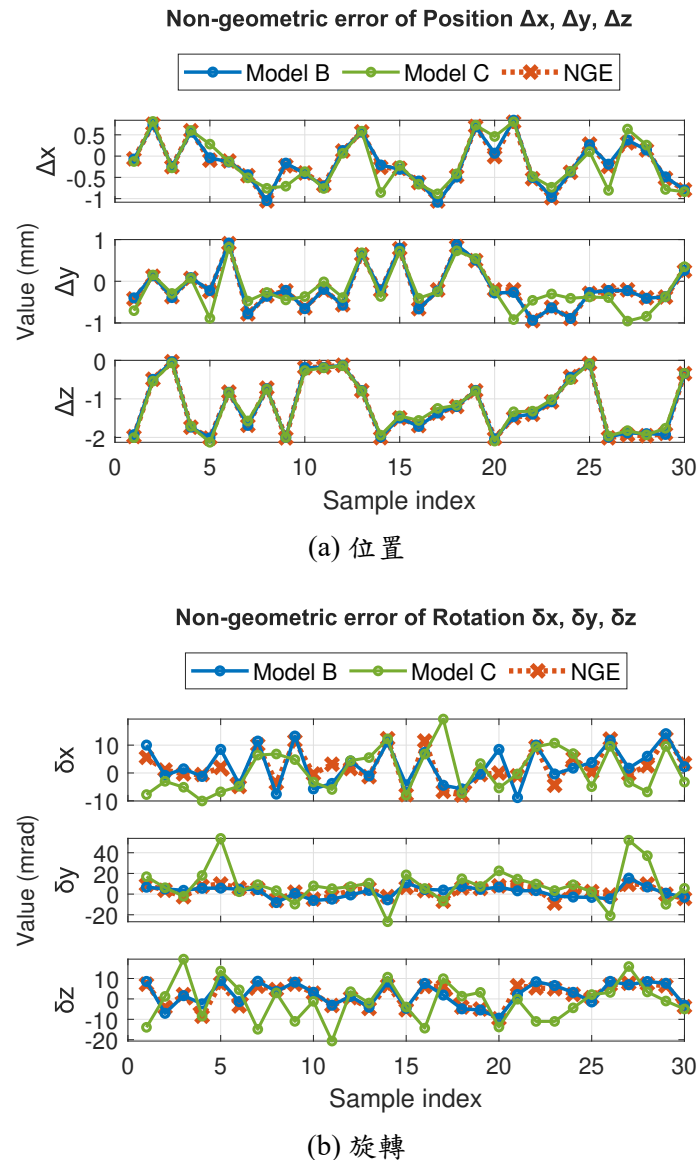 Non-geometric error of Position Δx, Δy, Δz
Model B Model C NGE
0.5
0
-0.5
-1
Δx
1
0
-1
Δy
Value (mm)
0
-1
-2
Δz
0 5 10 15 20 25 30
Sample index
(a) 位置
Non-geometric error of Rotation δx, δy, δz
Model B Model C NGE
10
0
-10
δx
40
20
0
-20
δy
Value (mrad)
10
0
-10
-20
δz
0 5 10 15 20 25 30
Sample index
(b) 旋轉